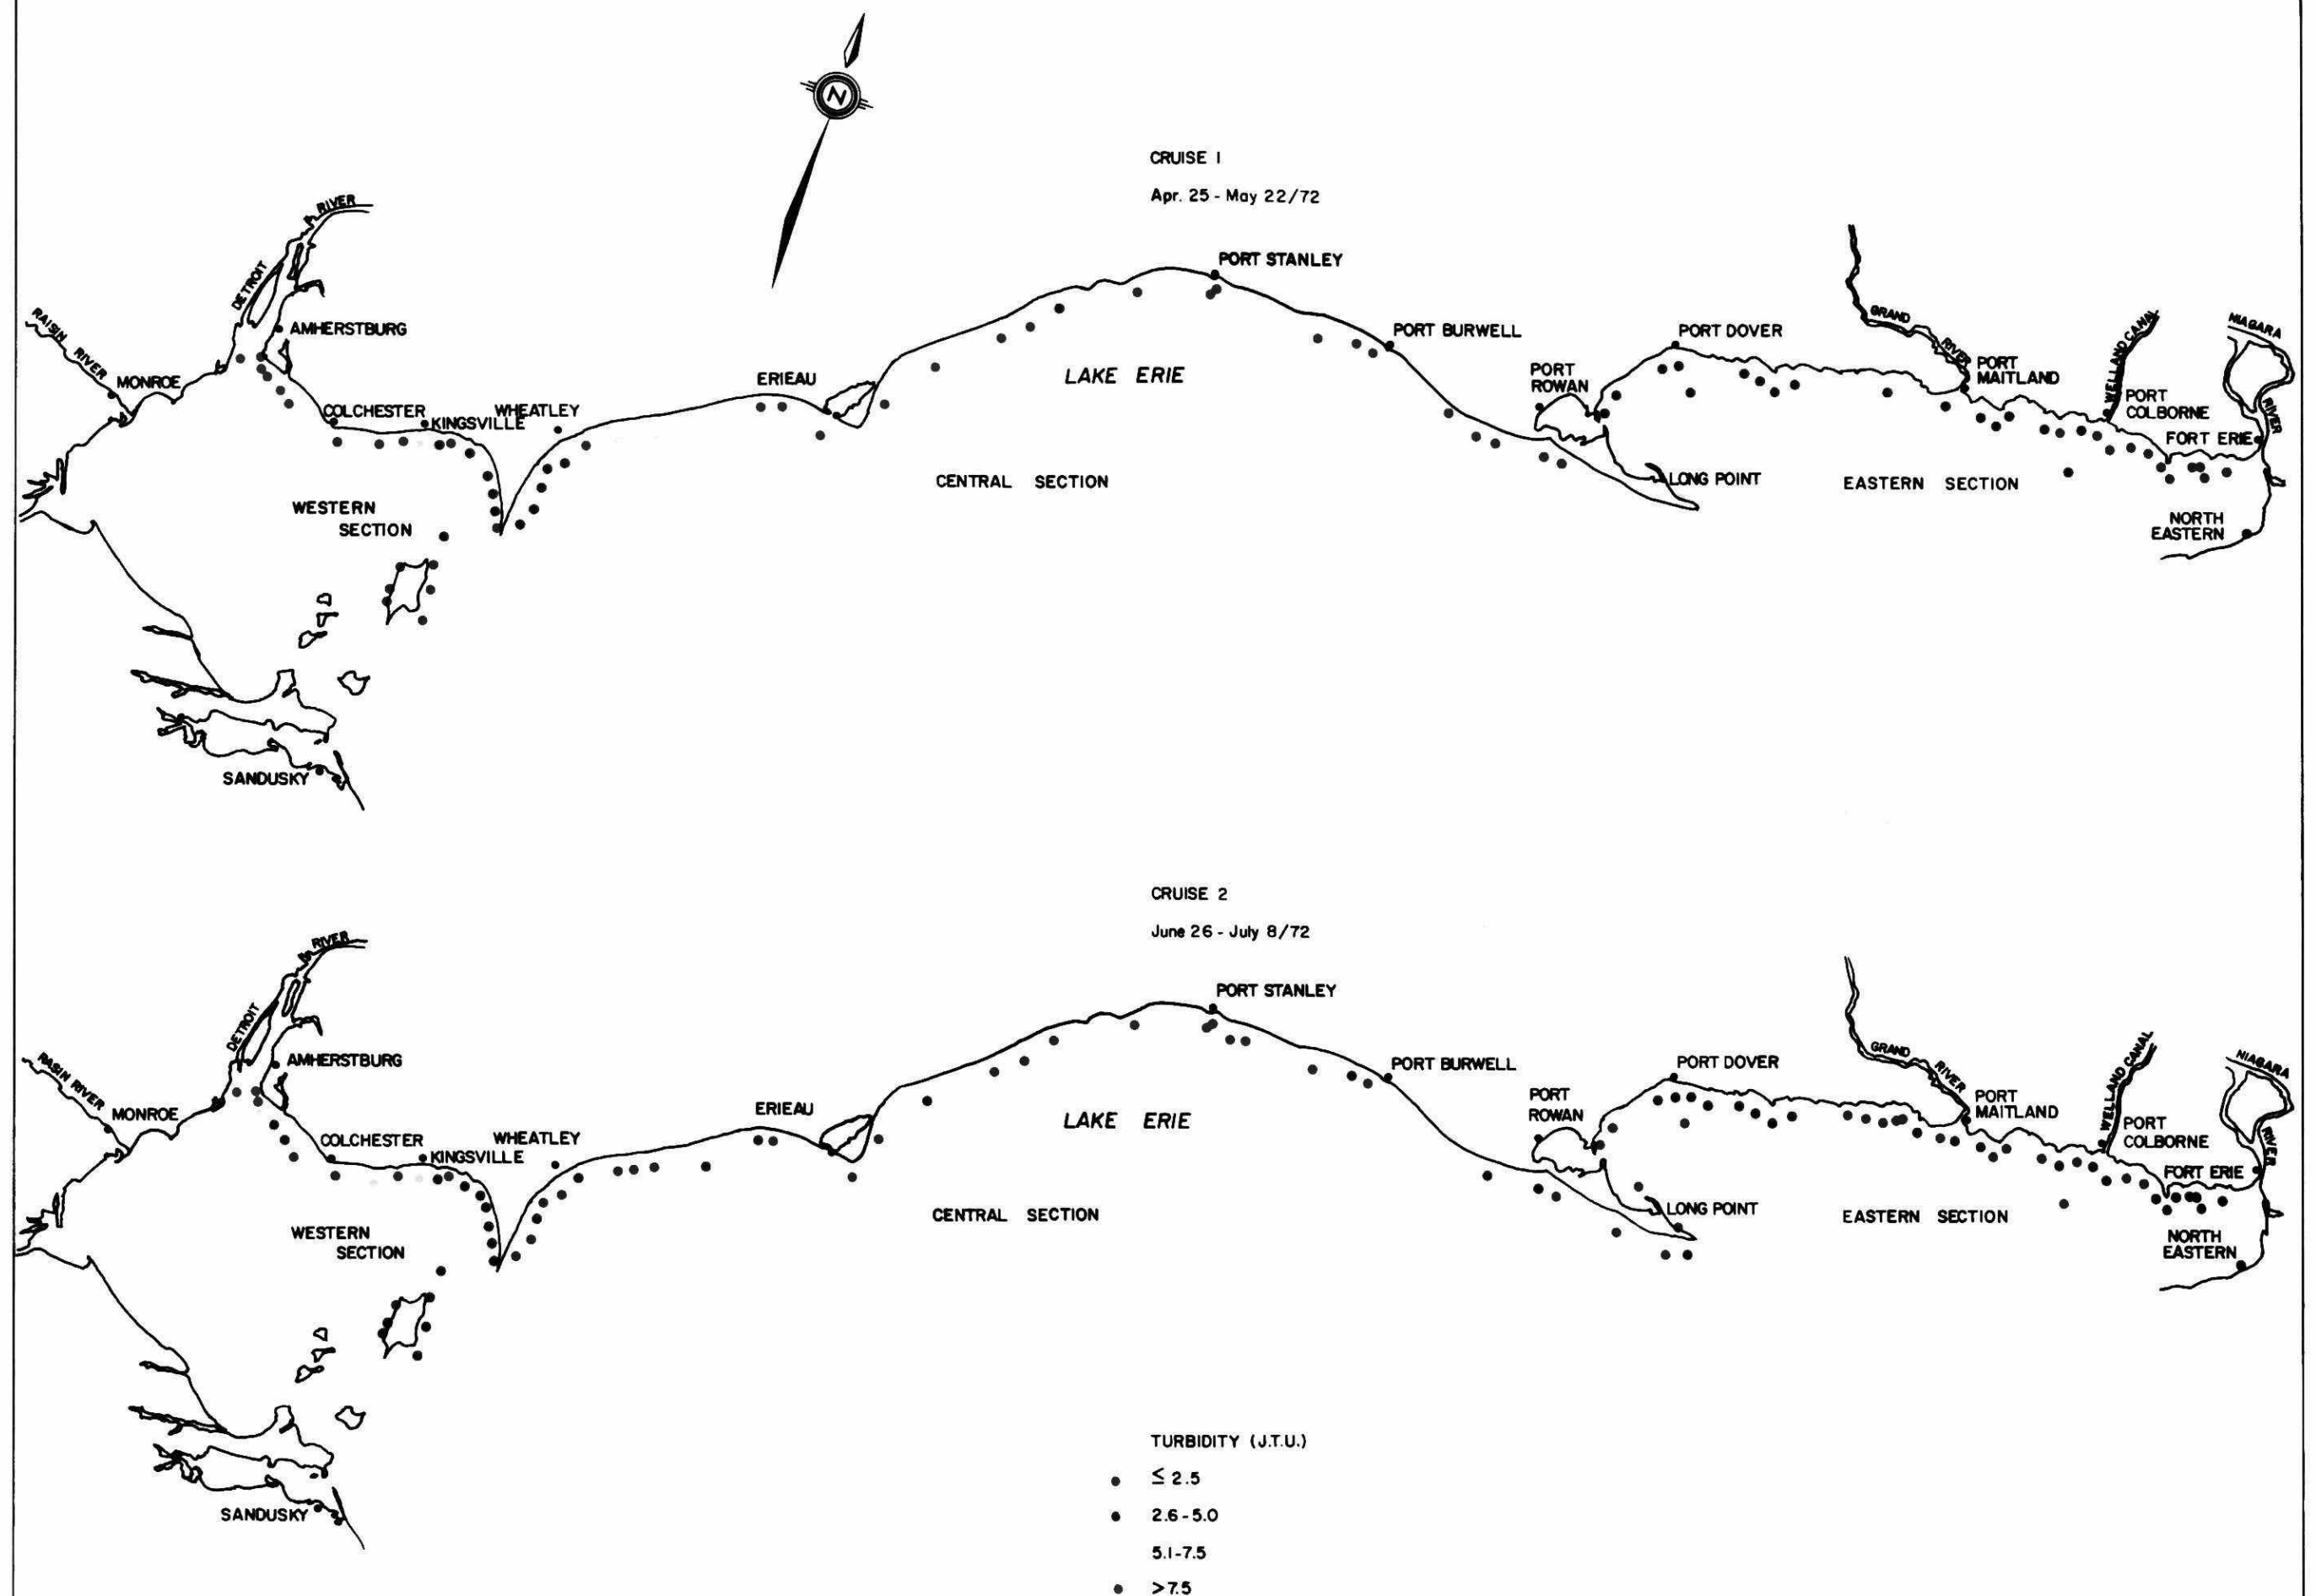 N
CRUISE 1
Apr. 25 - May 22/72
DETROIT RIVER
RAISIN RIVER
AMHERSTBURG
MONROE
COLCHESTER
KINGSVILLE
WHEATLEY
ERIEAU
PORT STANLEY
LAKE ERIE
PORT BURWELL
PORT
ROWAN
PORT DOVER
GRAND RIVER
PORT
MAITLAND
WELLAND CANAL
PORT
COLBORNE
NIAGARA RIVER
FORT ERIE
LONG POINT
WESTERN
SECTION
CENTRAL SECTION
EASTERN SECTION
NORTH
EASTERN
SANDUSKY
CRUISE 2
June 26 - July 8/72
DETROIT RIVER
RASIN RIVER
AMHERSTBURG
MONROE
COLCHESTER
KINGSVILLE
WHEATLEY
ERIEAU
PORT STANLEY
LAKE ERIE
PORT BURWELL
PORT
ROWAN
PORT DOVER
GRAND RIVER
PORT
MAITLAND
WELLAND CANAL
PORT
COLBORNE
NIAGARA RIVER
FORT ERIE
LONG POINT
WESTERN
SECTION
CENTRAL SECTION
EASTERN SECTION
NORTH
EASTERN
SANDUSKY
TURBIDITY (J.T.U.)
≤ 2.5
2.6-5.0
5.1-7.5
>7.5